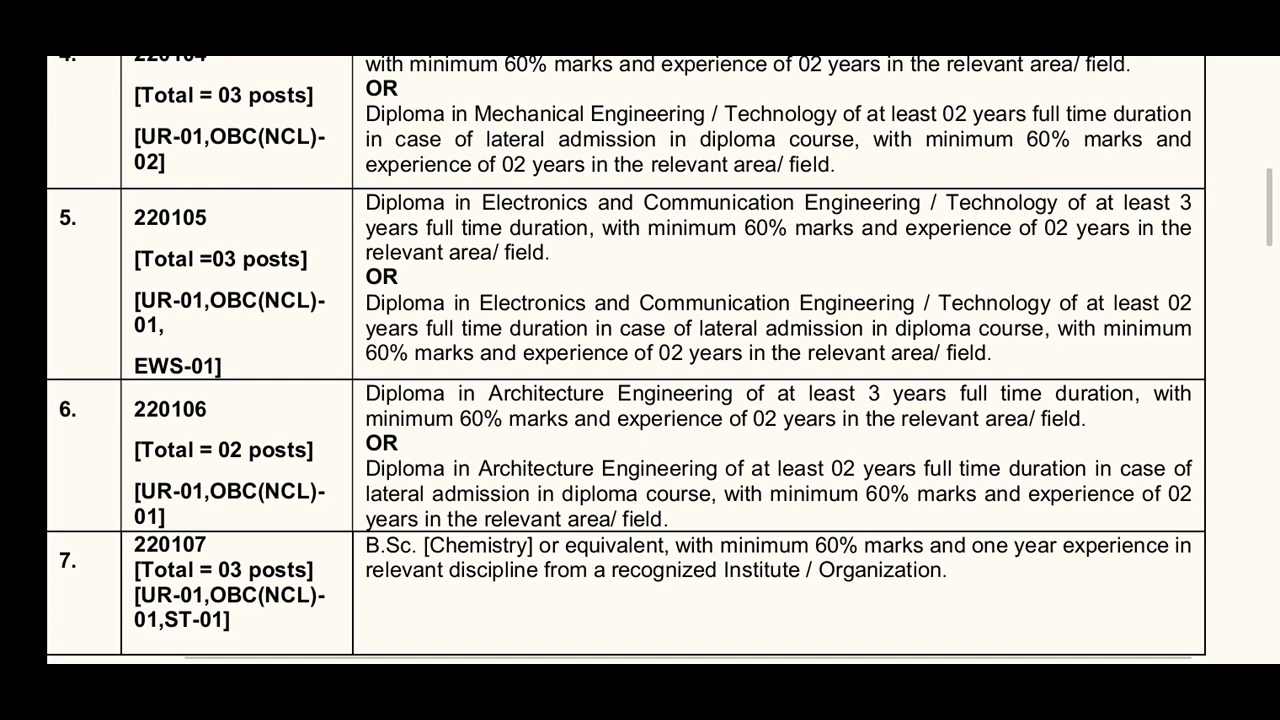 4.
220104
[Total = 03 posts]
[UR-01,OBC(NCL)-
02]
with minimum 60% marks and experience of 02 years in the relevant area/ field.
OR
Diploma in Mechanical Engineering / Technology of at least 02 years full time duration
in case of lateral admission in diploma course, with minimum 60% marks and
experience of 02 years in the relevant area/ field.
5.
220105
[Total =03 posts]
[UR-01,OBC(NCL)-
01,
EWS-01]
Diploma in Electronics and Communication Engineering / Technology of at least 3
years full time duration, with minimum 60% marks and experience of 02 years in the
relevant area/ field.
OR
Diploma in Electronics and Communication Engineering / Technology of at least 02
years full time duration in case of lateral admission in diploma course, with minimum
60% marks and experience of 02 years in the relevant area/ field.
6.
220106
[Total = 02 posts]
[UR-01,OBC(NCL)-
01]
Diploma in Architecture Engineering of at least 3 years full time duration, with
minimum 60% marks and experience of 02 years in the relevant area/ field.
OR
Diploma in Architecture Engineering of at least 02 years full time duration in case of
lateral admission in diploma course, with minimum 60% marks and experience of 02
years in the relevant area/ field.
7.
220107
[Total = 03 posts]
[UR-01,OBC(NCL)-
01,ST-01]
B.Sc. [Chemistry] or equivalent, with minimum 60% marks and one year experience in
relevant discipline from a recognized Institute / Organization.